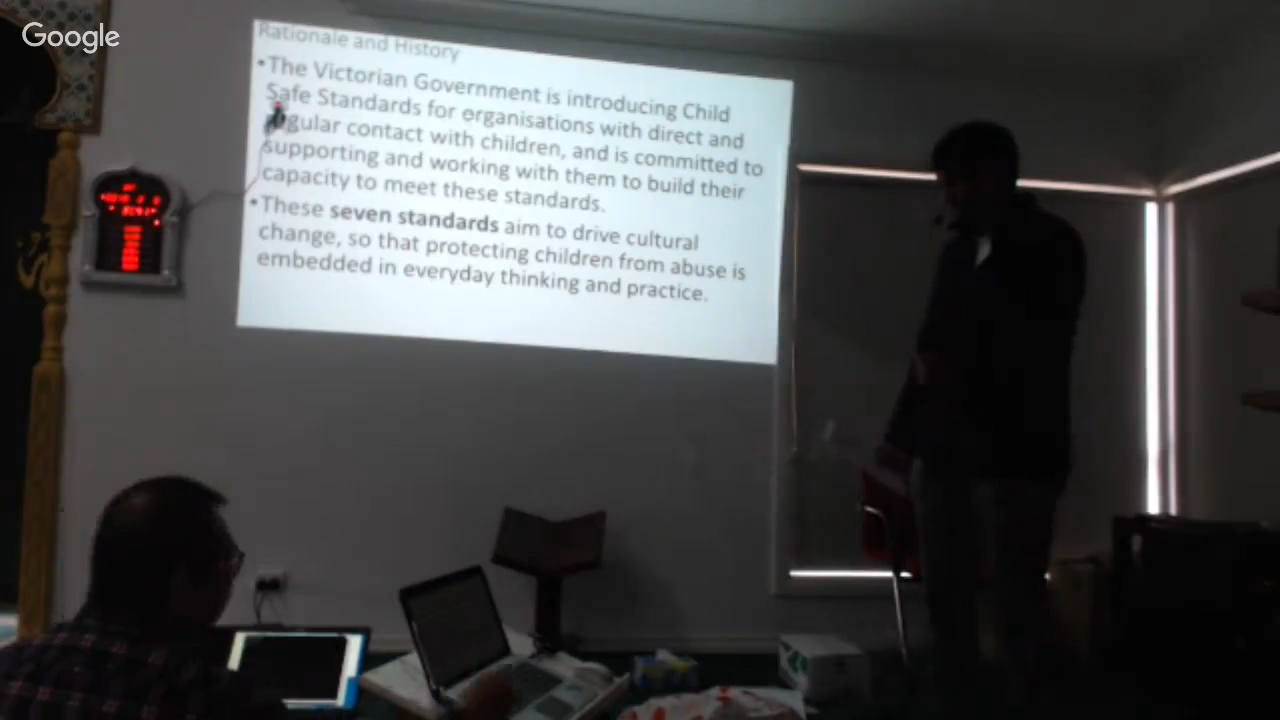 Google
Rationale and History
•The Victorian Government is introducing Child
Safe Standards for organisations with direct and
regular contact with children, and is committed to
supporting and working with them to build their
capacity to meet these standards.
•These seven standards aim to drive cultural
change, so that protecting children from abuse is
embedded in everyday thinking and practice.